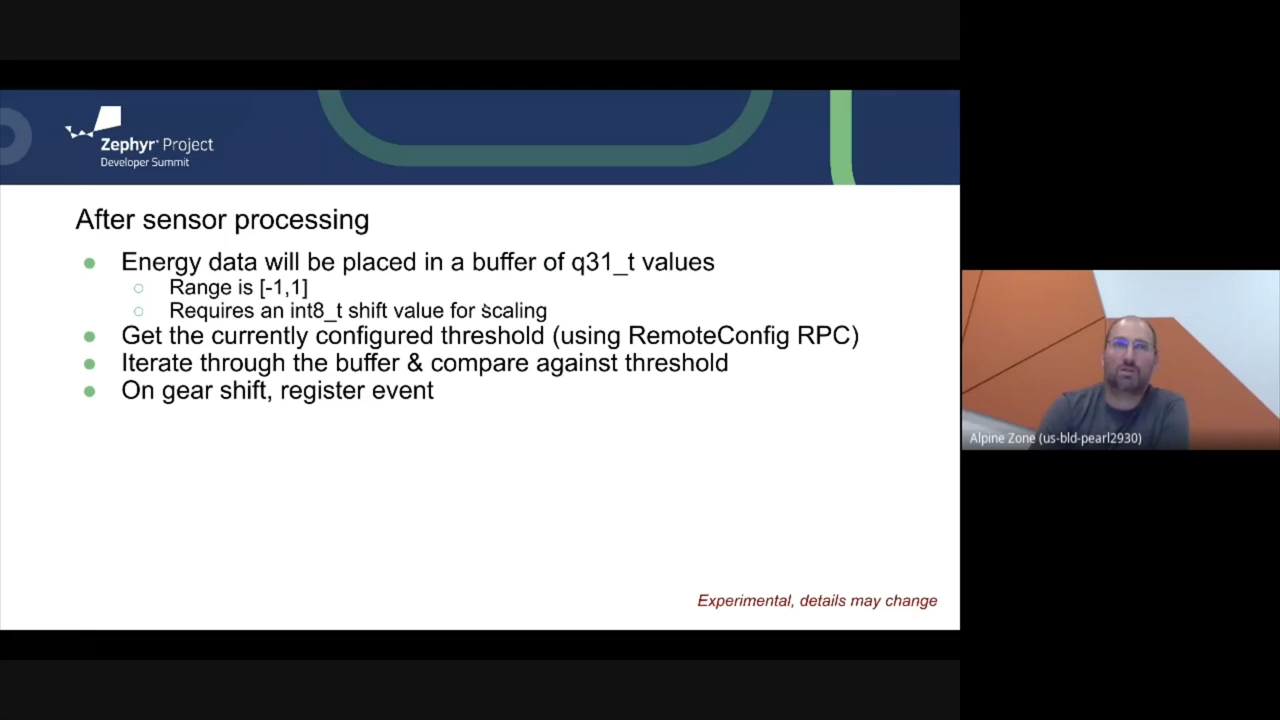 Zephyr® Project
Developer Summit
After sensor processing
Energy data will be placed in a buffer of q31_t values
Range is [-1,1]
Requires an int8_t shift value for scaling
Get the currently configured threshold (using RemoteConfig RPC)
Iterate through the buffer & compare against threshold
On gear shift, register event
Experimental, details may change
Alpine Zone (us-bld-pearl2930)